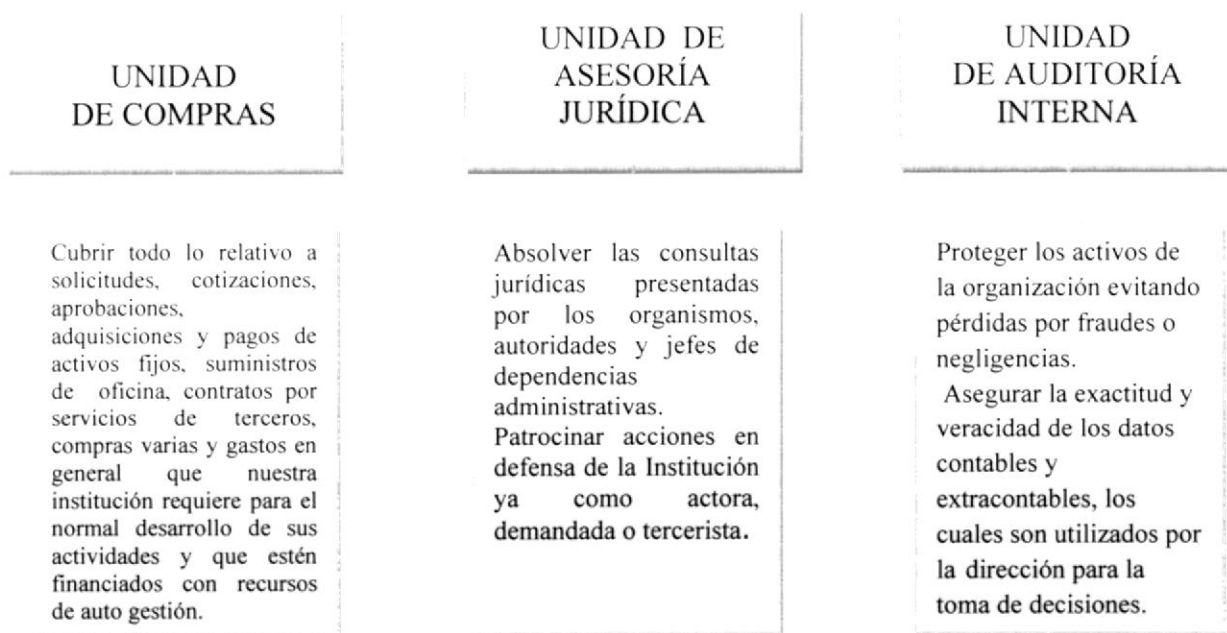 UNIDAD
DE COMPRAS
UNIDAD DE
ASESORÍA
JURÍDICA
UNIDAD
DE AUDITORÍA
INTERNA
Cubrir todo lo relativo a
solicitudes, cotizaciones,
aprobaciones,
adquisiciones y pagos de
activos fijos, suministros
de oficina, contratos por
servicios de terceros,
compras varias y gastos en
general que nuestra
institución requiere para el
normal desarrollo de sus
actividades y que estén
financiados con recursos
de auto gestión.
Absolver las consultas
jurídicas presentadas
por los organismos,
autoridades y jefes de
dependencias
administrativas.
Patrocinar acciones en
defensa de la Institución
ya como actora,
demandada o tercerista.
Proteger los activos de
la organización evitando
pérdidas por fraudes o
negligencias.
Asegurar la exactitud y
veracidad de los datos
contables y
extracontables, los
cuales son utilizados por
la dirección para la
toma de decisiones.